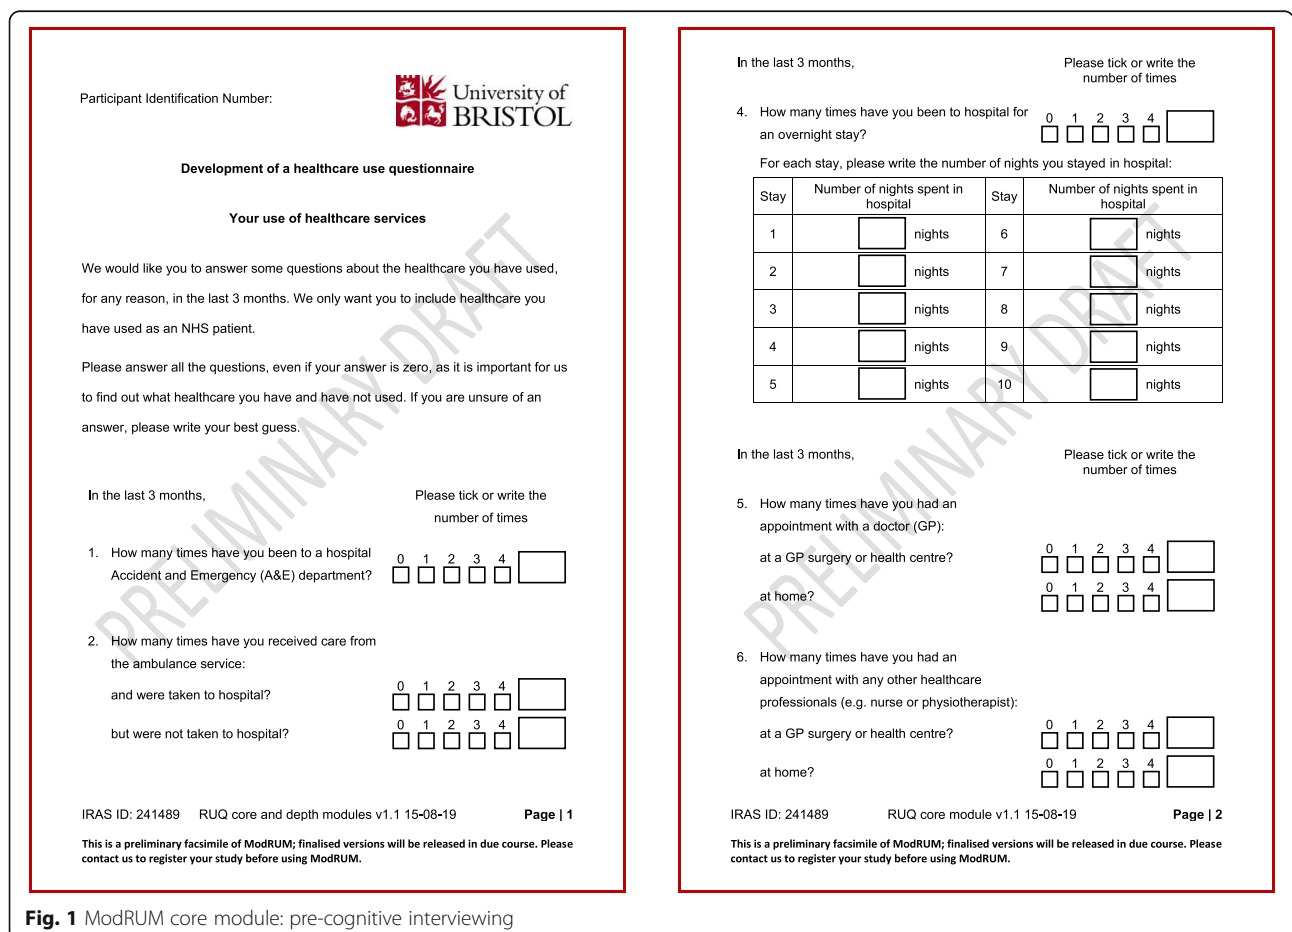 Participant Identification Number:
University of
BRISTOL
Development of a healthcare use questionnaire
Your use of healthcare services
We would like you to answer some questions about the healthcare you have used,
for any reason, in the last 3 months. We only want you to include healthcare you
have used as an NHS patient.
Please answer all the questions, even if your answer is zero, as it is important for us
to find out what healthcare you have and have not used. If you are unsure of an
answer, please write your best guess.
PRELIMINARY DRAFT
In the last 3 months,
Please tick or write the
number of times
1. How many times have you been to a hospital
Accident and Emergency (A&E) department?
0 1 2 3 4
2. How many times have you received care from
the ambulance service:
and were taken to hospital?
0 1 2 3 4
but were not taken to hospital?
0 1 2 3 4
IRAS ID: 241489 RUQ core and depth modules v1.1 15-08-19 Page | 1
This is a preliminary facsimile of ModRUM; finalised versions will be released in due course. Please
contact us to register your study before using ModRUM.
In the last 3 months,
Please tick or write the
number of times
4. How many times have you been to hospital for
an overnight stay?
0 1 2 3 4
For each stay, please write the number of nights you stayed in hospital:
Stay Number of nights spent in hospital Stay Number of nights spent in hospital
1 nights 6 nights
2 nights 7 nights
3 nights 8 nights
4 nights 9 nights
5 nights 10 nights
PRELIMINARY DRAFT
In the last 3 months,
Please tick or write the
number of times
5. How many times have you had an
appointment with a doctor (GP):
at a GP surgery or health centre?
0 1 2 3 4
at home?
0 1 2 3 4
6. How many times have you had an
appointment with any other healthcare
professionals (e.g. nurse or physiotherapist):
at a GP surgery or health centre?
0 1 2 3 4
at home?
0 1 2 3 4
IRAS ID: 241489 RUQ core module v1.1 15-08-19 Page | 2
This is a preliminary facsimile of ModRUM; finalised versions will be released in due course. Please
contact us to register your study before using ModRUM.
Fig. 1 ModRUM core module: pre-cognitive interviewing